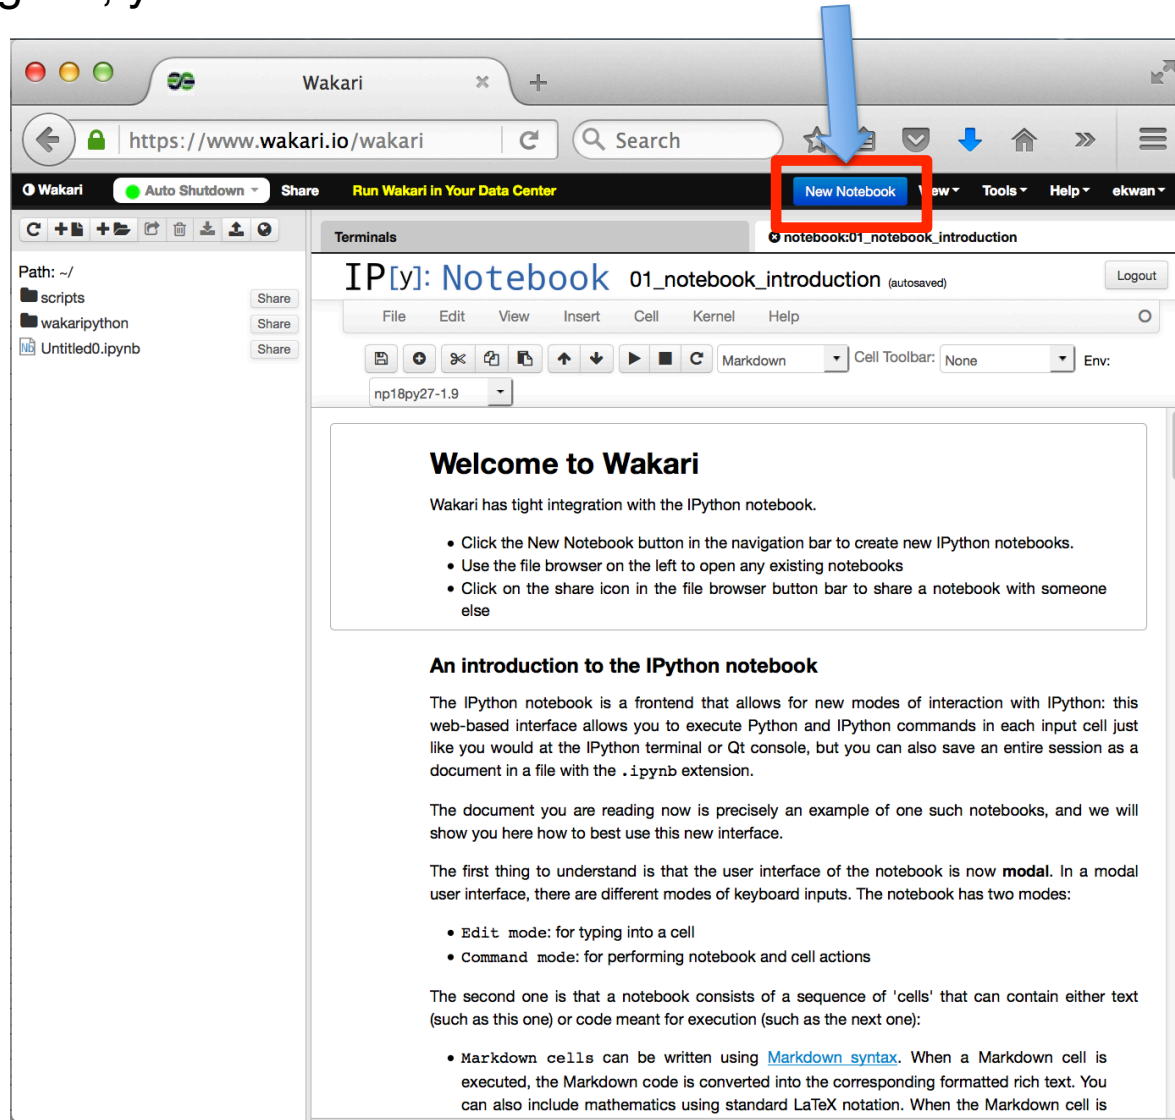 Wakari
https://www.wakari.io/wakari
Search
Wakari Auto Shutdown Share Run Wakari in Your Data Center New Notebook Tools Help ekwan
Terminals notebook:01_notebook_introduction
Path: ~/
scripts Share
wakaripython Share
Untitled0.ipynb Share
IP[y]: Notebook 01_notebook_introduction (autosaved) Logout
File Edit View Insert Cell Kernel Help
Markdown Cell Toolbar: None Env:
np18py27-1.9
Welcome to Wakari
Wakari has tight integration with the IPython notebook.
• Click the New Notebook button in the navigation bar to create new IPython notebooks.
• Use the file browser on the left to open any existing notebooks
• Click on the share icon in the file browser button bar to share a notebook with someone
else
An introduction to the IPython notebook
The IPython notebook is a frontend that allows for new modes of interaction with IPython: this
web-based interface allows you to execute Python and IPython commands in each input cell just
like you would at the IPython terminal or Qt console, but you can also save an entire session as a
document in a file with the .ipynb extension.
The document you are reading now is precisely an example of one such notebooks, and we will
show you here how to best use this new interface.
The first thing to understand is that the user interface of the notebook is now modal. In a modal
user interface, there are different modes of keyboard inputs. The notebook has two modes:
• Edit mode: for typing into a cell
• Command mode: for performing notebook and cell actions
The second one is that a notebook consists of a sequence of 'cells' that can contain either text
(such as this one) or code meant for execution (such as the next one):
• Markdown cells can be written using Markdown syntax. When a Markdown cell is
executed, the Markdown code is converted into the corresponding formatted rich text. You
can also include mathematics using standard LaTeX notation. When the Markdown cell is